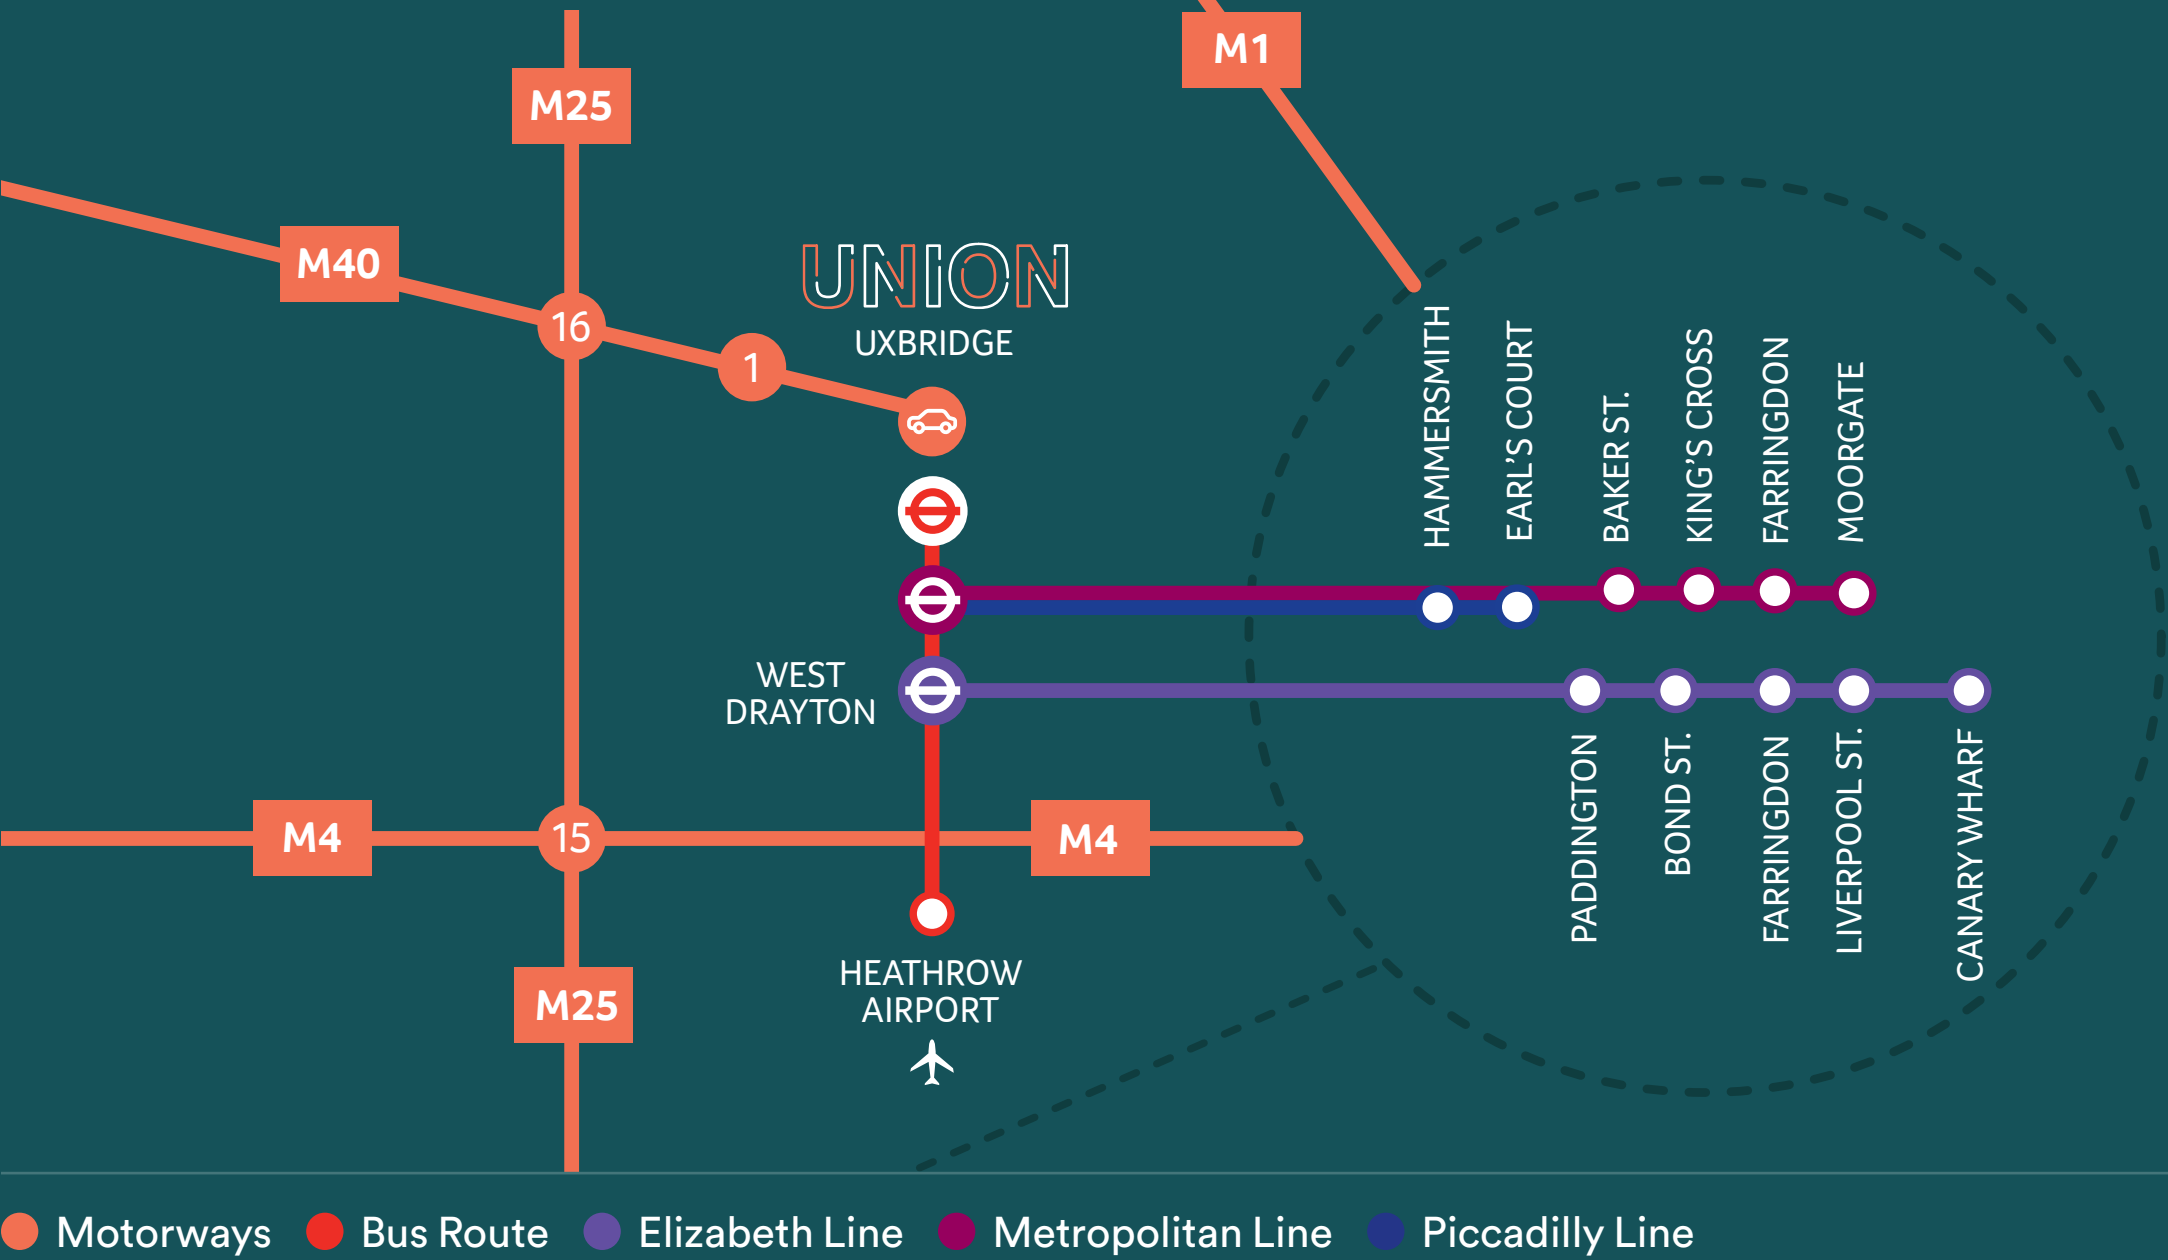 M1
M25
M40
UNION
UXBRIDGE
16
1
HAMMERSMITH
EARL'S COURT
BAKER ST.
KING'S CROSS
FARRINGDON
MOORGATE
WEST
DRAYTON
PADDINGTON
BOND ST.
FARRINGDON
LIVERPOOL ST.
CANARY WHARF
M4
15
M4
M25
HEATHROW
AIRPORT
Motorways
Bus Route
Elizabeth Line
Metropolitan Line
Piccadilly Line